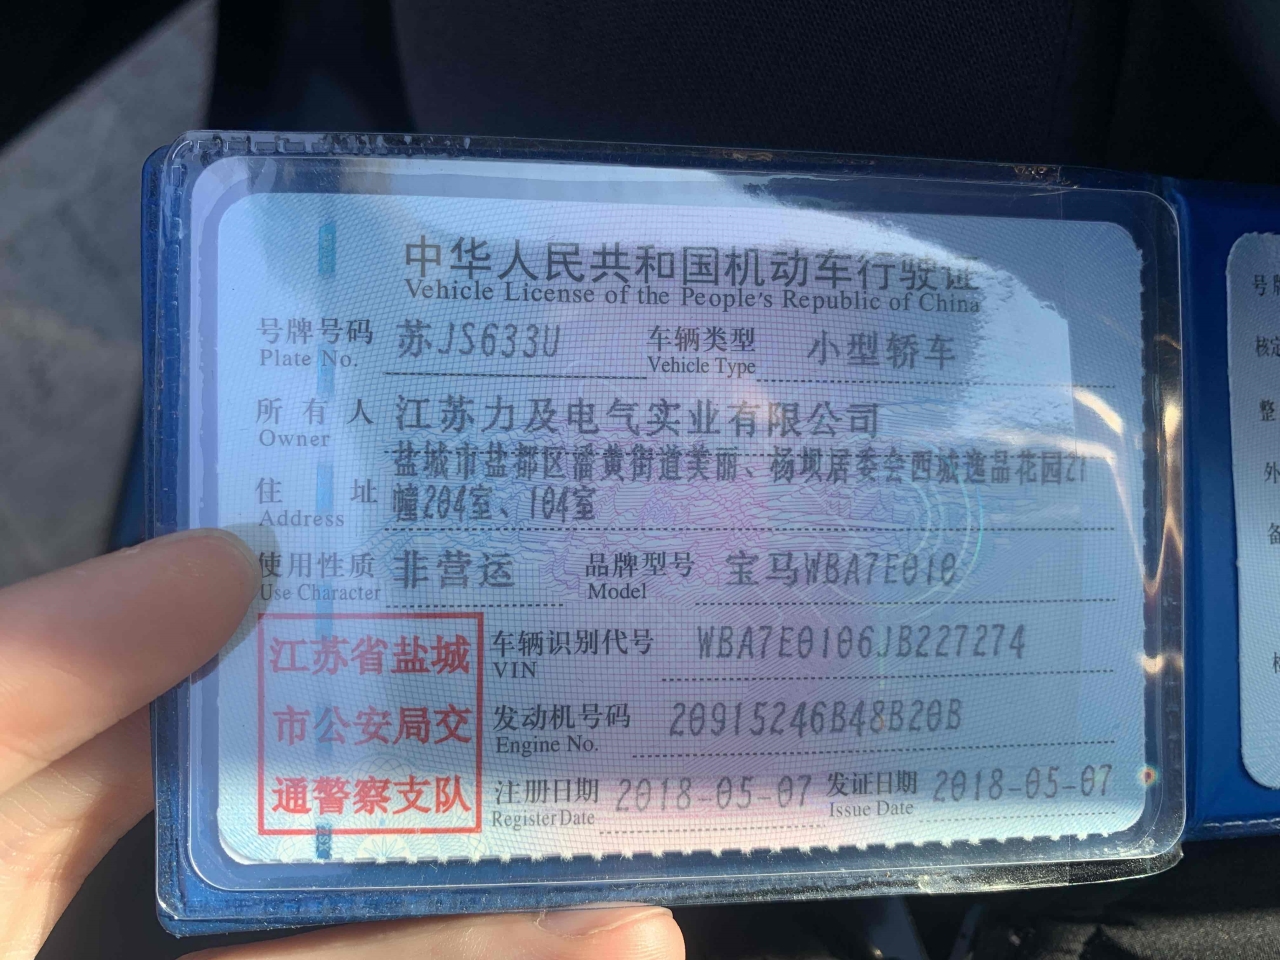 中华人民共和国机动车行驶证
Vehicle License of the People's Republic of China
号牌号码 苏JS633U 车辆类型 小型轿车
Plate No. Vehicle Type
所有人 江苏力及电气实业有限公司
Owner
盐城市盐都区潘黄街道美丽、杨坝居委会西城逸品花园21
住址 幢204室、104室
Address
使用性质 非营运 品牌型号 宝马WBA7E010
Use Character Model
江苏省盐城
市公安局交
通警察支队
车辆识别代号 WBA7E0106JB227274
VIN
发动机号码 20915246B48B20B
Engine No.
注册日期 2018-05-07 发证日期 2018-05-07
Register Date Issue Date
号牌
核定
整
外
备